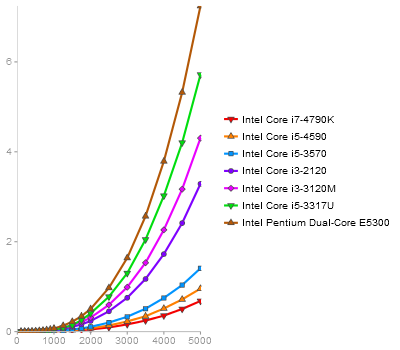 6
4
2
0
0 1000 2000 3000 4000 5000
Intel Core i7-4790K
Intel Core i5-4590
Intel Core i5-3570
Intel Core i3-2120
Intel Core i3-3120M
Intel Core i5-3317U
Intel Pentium Dual-Core E5300